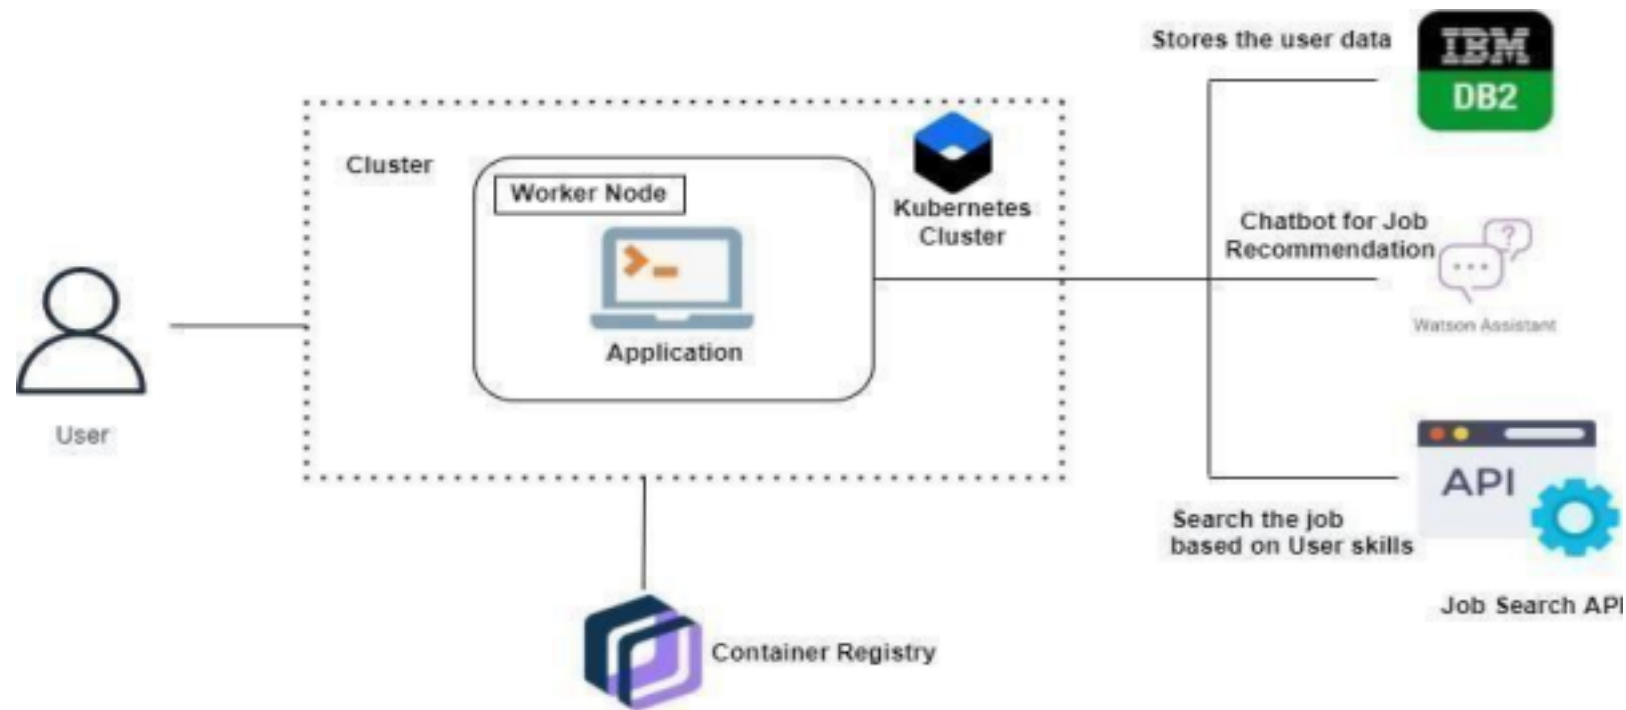 Stores the user data
IBM
DB2
Cluster
Worker Node
Kubernetes
Cluster
Chatbot for Job
Recommendation
?
Watson Assistant
Application
User
API
Search the job
based on User skills
Job Search API
Container Registry